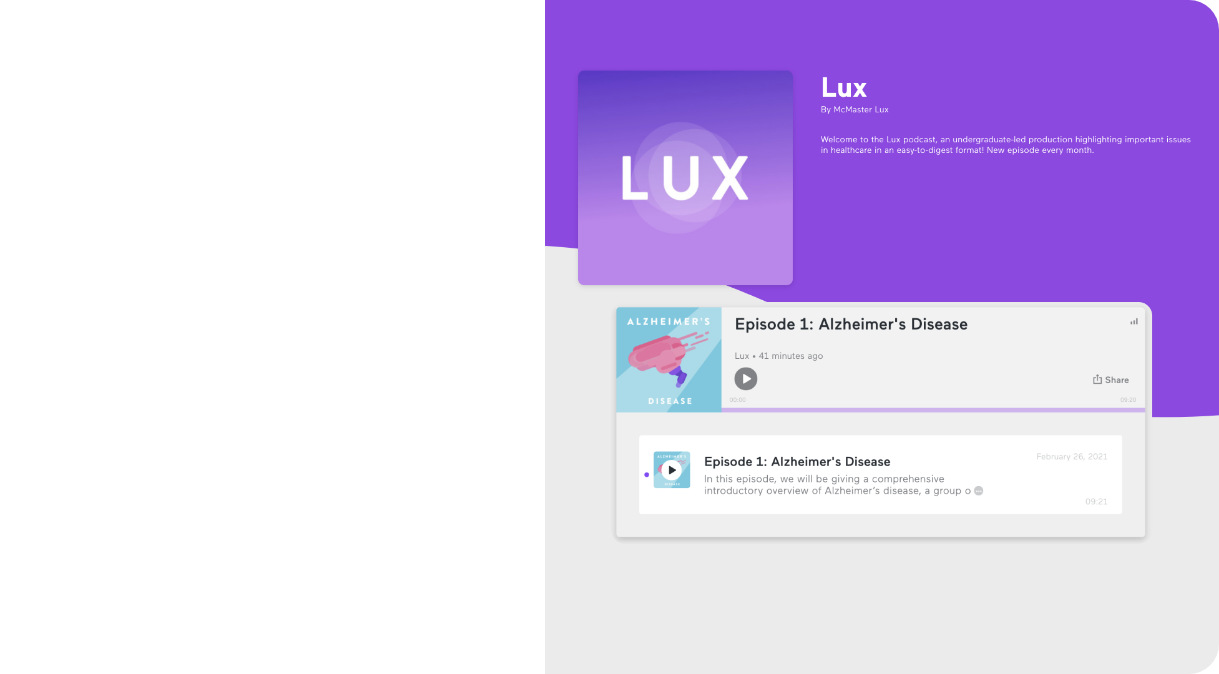 LUX
Lux
By McMaster Lux
Welcome to the Lux podcast, an undergraduate-led production highlighting important issues
in healthcare in an easy-to-digest format! New episode every month.
ALZHEIMER'S
DISEASE
Episode 1: Alzheimer's Disease
Lux • 41 minutes ago
Share
00:00
09:20
ALZHEIMER'S
DISEASE
Episode 1: Alzheimer's Disease
February 26, 2021
In this episode, we will be giving a comprehensive
introductory overview of Alzheimer's disease, a group o
09:21